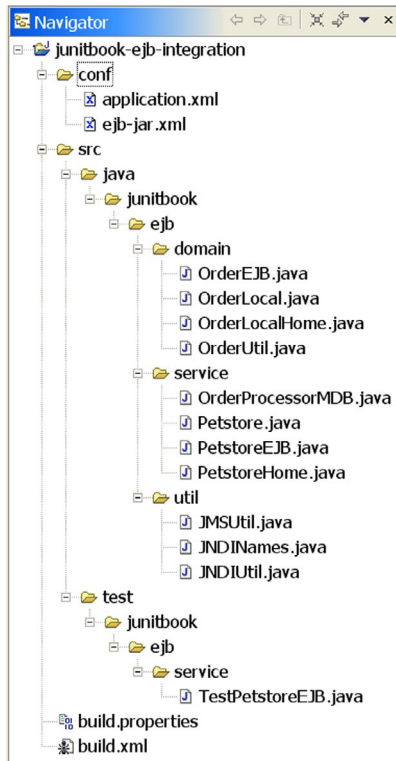 Navigator
junitbook-ejb-integration
conf
application.xml
ejb-jar.xml
src
java
junitbook
ejb
domain
OrderEJB.java
OrderLocal.java
OrderLocalHome.java
OrderUtil.java
service
OrderProcessorMDB.java
Petstore.java
PetstoreEJB.java
PetstoreHome.java
util
JMSUtil.java
JNDINames.java
JNDIUtil.java
test
junitbook
ejb
service
TestPetstoreEJB.java
build.properties
build.xml